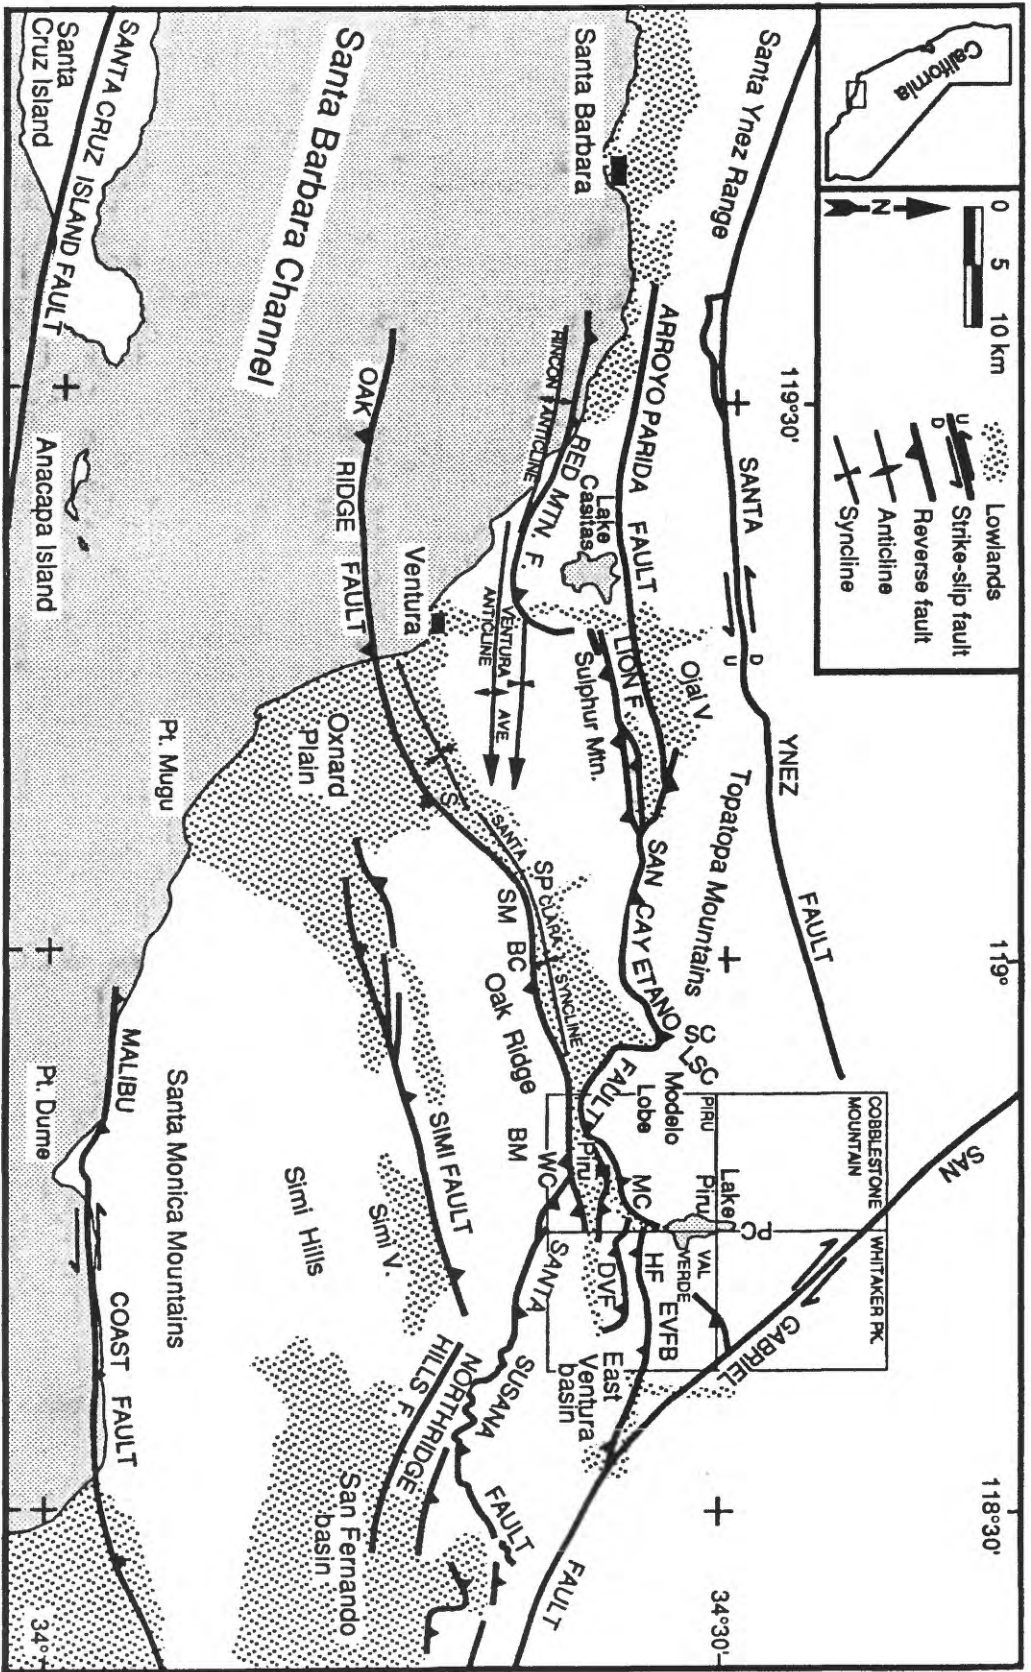 California
0 5 10 km
N
Lowlands
U
D
Strike-slip fault
Reverse fault
Anticline
Syncline
119°30'
119°
118°30'
34°30'
34°
Santa Ynez Range
SANTA YNEZ FAULT
D
U
SAN GABRIEL FAULT
COBBLESTONE
MOUNTAIN
WHITAKER PK
PIRU
VAL
VERDE
Lake
Piru
PC
Topatopa Mountains
SC
LSC
Modelo
Lobe
MC
HF
EVFB
DVF
East
Ventura
basin
Piru
Santa Barbara
ARROYO PARIDA FAULT
Ojai V
LION F
Sulphur Mtn.
SAN CAYETANO FAULT
Lake
Casitas
RED MTN. F.
RINCON ANTICLINE
VENTURA AVE.
ANTICLINE
Ventura
SANTA CLARA SYNCLINE
S
SP
SM
BC
Oak Ridge
BM
WC
SANTA SUSANA FAULT
OAK RIDGE FAULT
Oxnard
Plain
SIMI FAULT
Simi V.
Simi Hills
NORTHRIDGE
HILLS F.
San Fernando
basin
Santa Barbara Channel
SANTA CRUZ ISLAND FAULT
Santa
Cruz Island
Anacapa Island
Pt. Mugu
Santa Monica Mountains
MALIBU COAST FAULT
Pt. Dume